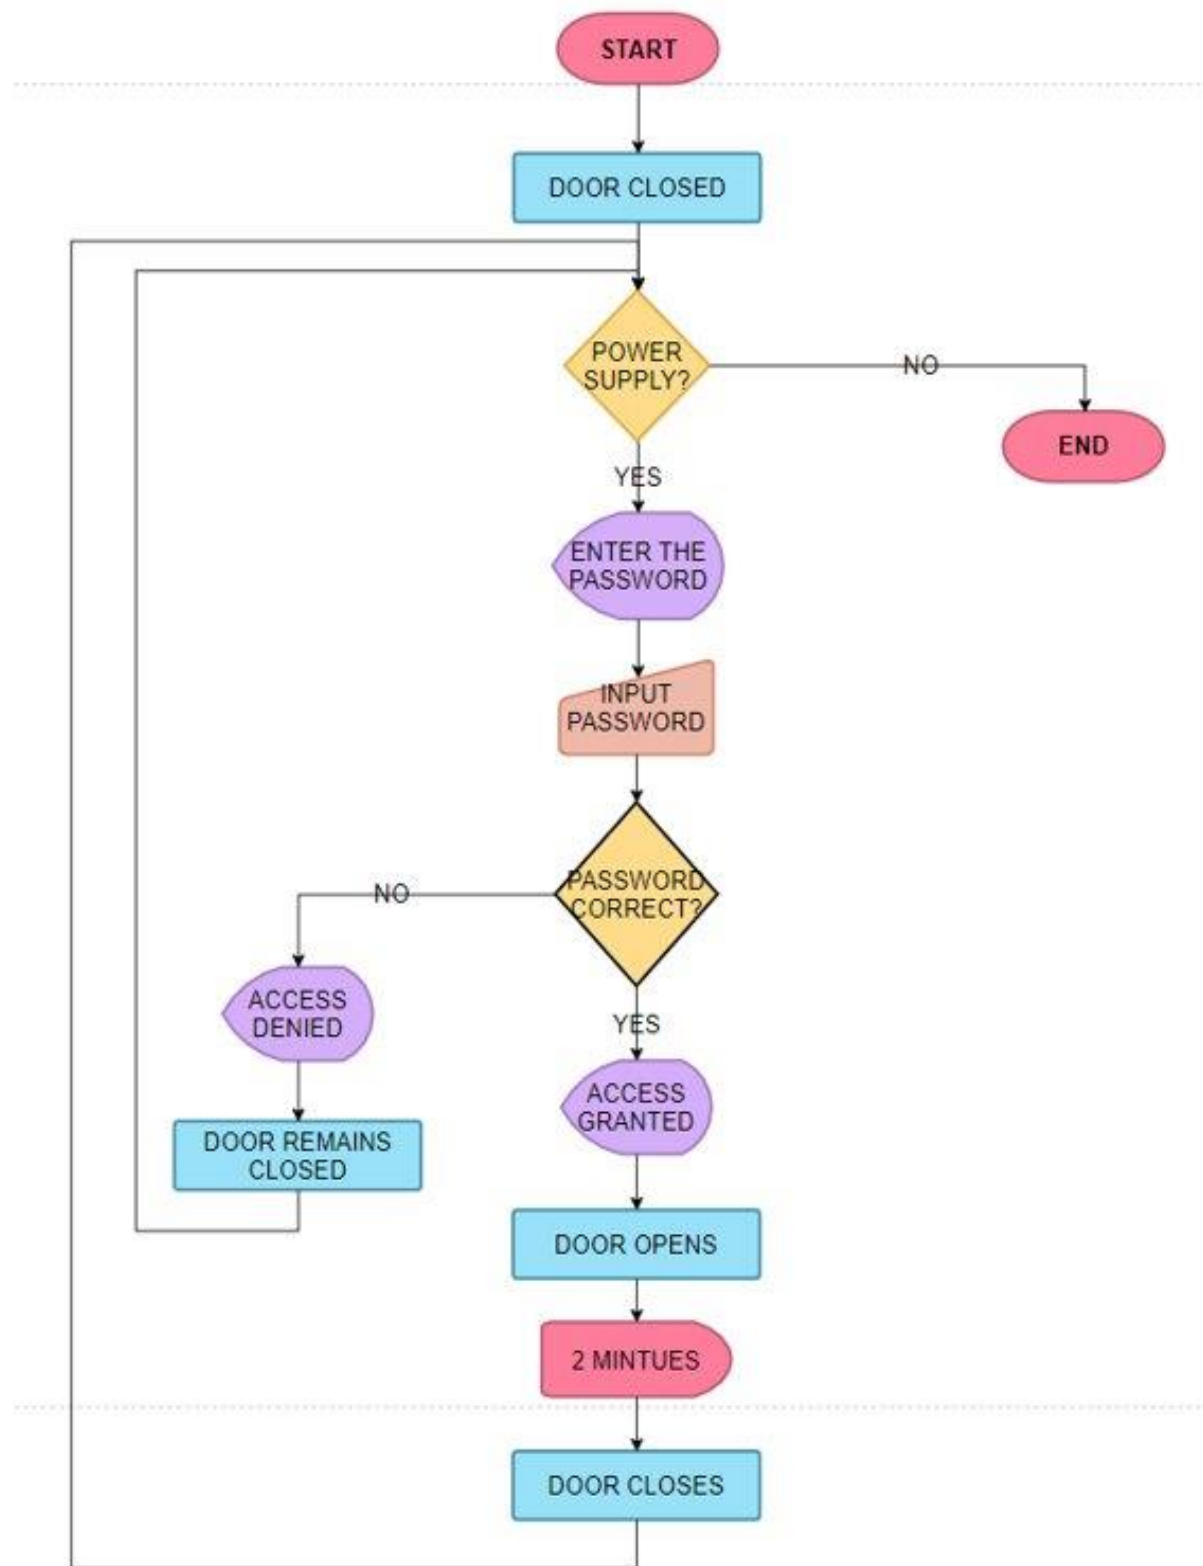 START
DOOR CLOSED
POWER
SUPPLY?
NO
END
YES
ENTER THE
PASSWORD
INPUT
PASSWORD
PASSWORD
CORRECT?
NO
ACCESS
DENIED
YES
ACCESS
GRANTED
DOOR REMAINS
CLOSED
DOOR OPENS
2 MINTUES
DOOR CLOSES